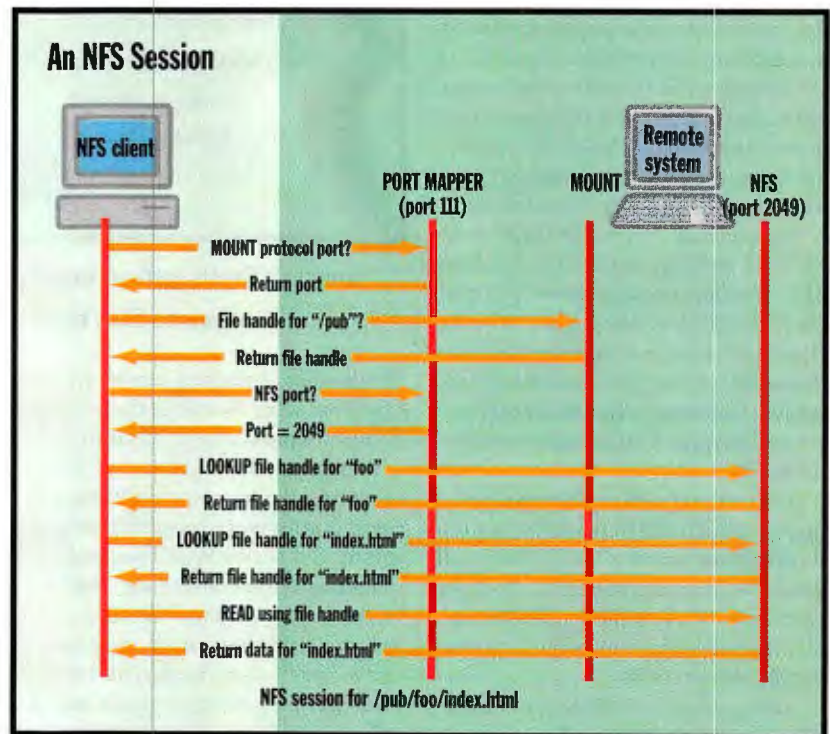 An NFS Session
NFS client
Remote
system
PORT MAPPER
(port 111)
MOUNT
NFS
(port 2049)
MOUNT protocol port?
Return port
File handle for "/pub"?
Return file handle
NFS port?
Port = 2049
LOOKUP file handle for "foo"
Return file handle for "foo"
LOOKUP file handle for "index.html"
Return file handle for "index.html"
READ using file handle
Return data for "index.html"
NFS session for /pub/foo/index.html